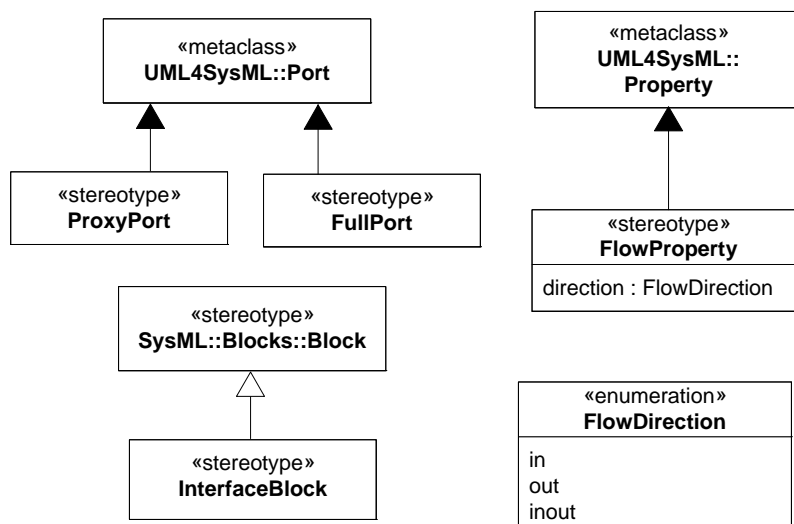 «metaclass»
UML4SysML::Port
«stereotype»
ProxyPort
«stereotype»
FullPort
«stereotype»
SysML::Blocks::Block
«stereotype»
InterfaceBlock
«metaclass»
UML4SysML::
Property
«stereotype»
FlowProperty
direction : FlowDirection
«enumeration»
FlowDirection
in
out
inout